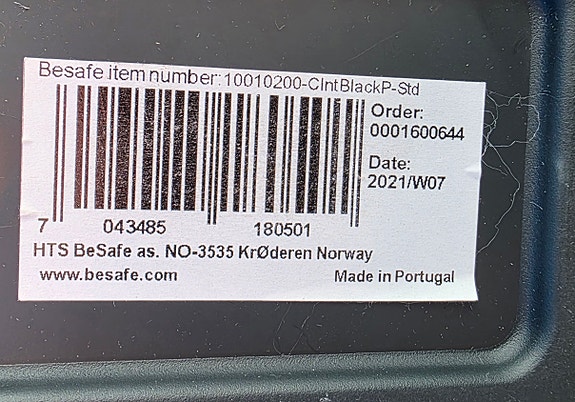 Besafe item number: 10010200-ClntBlackP-Std
Order:
0001600644
Date:
2021/W07
7 043485 180501
HTS BeSafe as. NO-3535 KrØderen Norway
www.besafe.com Made in Portugal